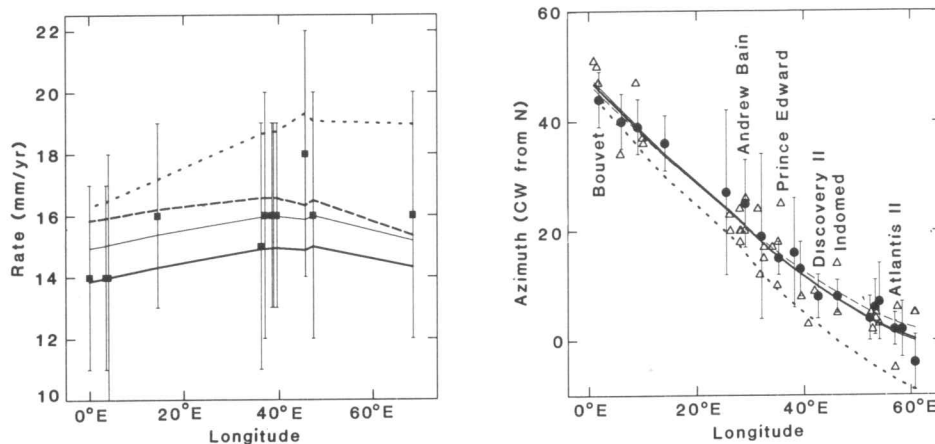 22
20
18
16
14
12
10
Rate (mm/yr)
0°E
20°E
40°E
60°E
Longitude
60
40
20
0
Azimuth (CW from N)
Bouvet
Andrew Bain
Prince Edward
Discovery II
Indomed
Atlantis II
0°E
20°E
40°E
60°E
Longitude